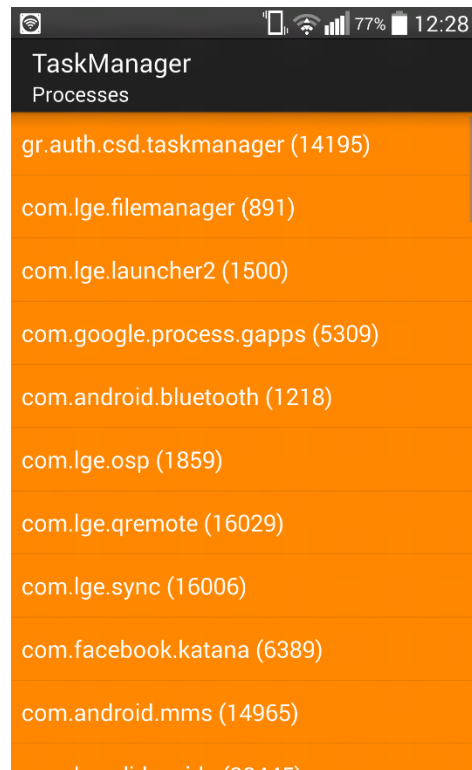 77% 12:28
TaskManager
Processes
gr.auth.csd.taskmanager (14195)
com.lge.filemanager (891)
com.lge.launcher2 (1500)
com.google.process.gapps (5309)
com.android.bluetooth (1218)
com.lge.osp (1859)
com.lge.qremote (16029)
com.lge.sync (16006)
com.facebook.katana (6389)
com.android.mms (14965)